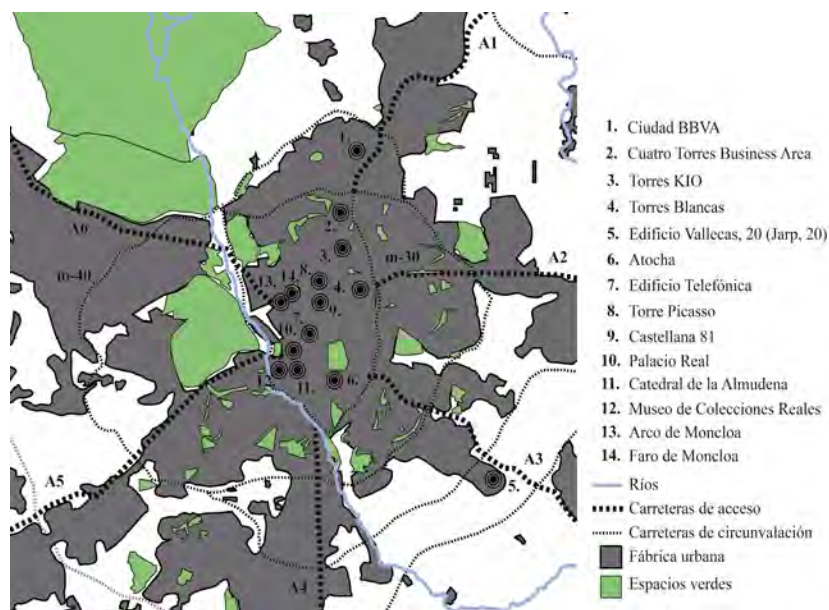 A1
1.
2.
3.
A6
m-30
A2
m-40
13.
14.
8.
4.
9.
7.
10.
12.
11.
6.
A3
5.
A5
A4
1. Ciudad BBVA
2. Cuatro Torres Business Area
3. Torres KIO
4. Torres Blancas
5. Edificio Vallecas, 20 (Jarp, 20)
6. Atocha
7. Edificio Telefónica
8. Torre Picasso
9. Castellana 81
10. Palacio Real
11. Catedral de la Almudena
12. Museo de Colecciones Reales
13. Arco de Moncloa
14. Faro de Moncloa
Ríos
Carreteras de acceso
Carreteras de circunvalación
Fábrica urbana
Espacios verdes